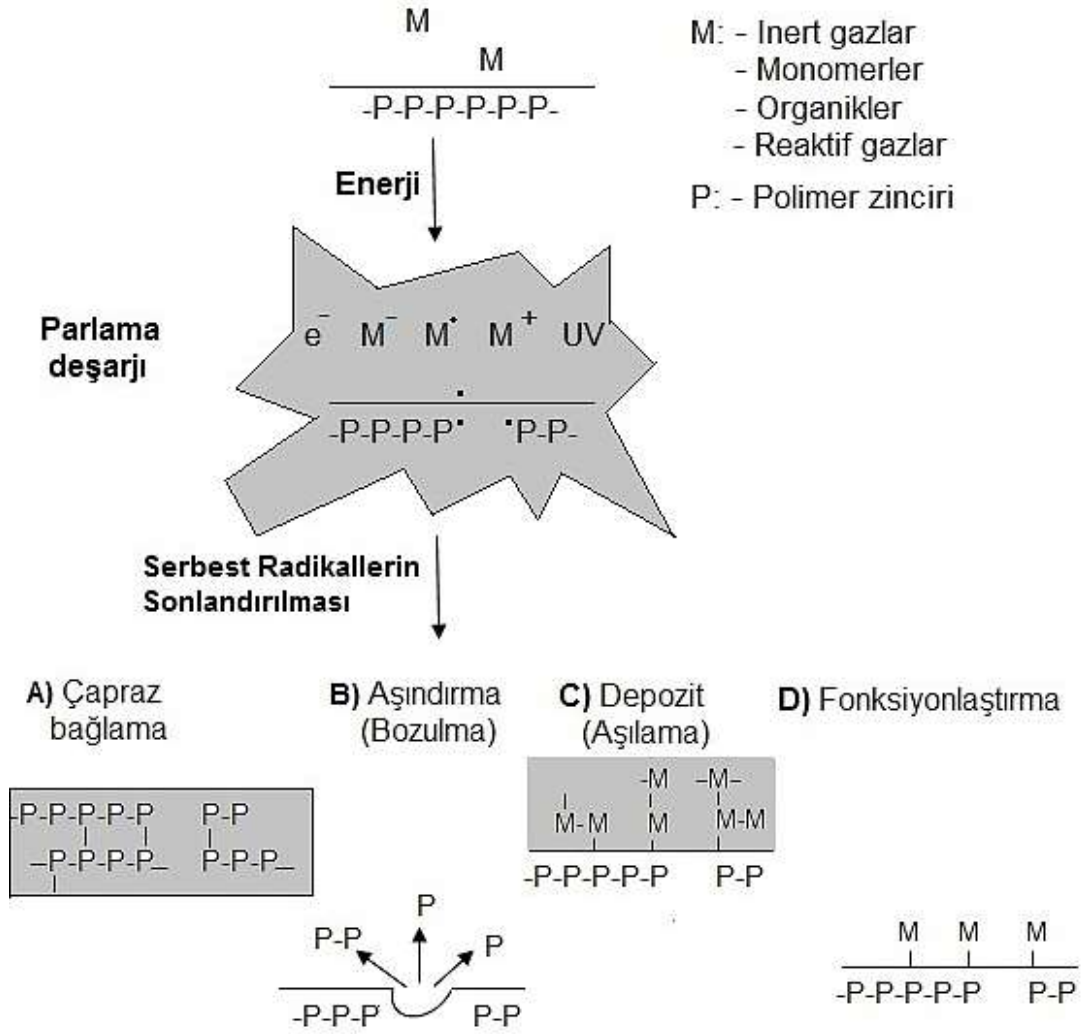 M
M
-P-P-P-P-P-P-
M: - Inert gazlar
- Monomerler
- Organikler
- Reaktif gazlar
P: - Polimer zinciri
Enerji
Parlama
deşarjı
e⁻ M⁻ M˙ M⁺ UV
-P-P-P-P˙ ˙P-P-
Serbest Radikallerin
Sonlandırılması
A) Çapraz
bağlama
-P-P-P-P-P P-P
–P-P-P-P– P-P-P–
B) Aşındırma
(Bozulma)
P
P-P P
-P-P-P P-P
C) Depozit
(Aşılama)
-M –M–
M-M M M-M
-P-P-P-P-P P-P
D) Fonksiyonlaştırma
M M M
-P-P-P-P-P P-P